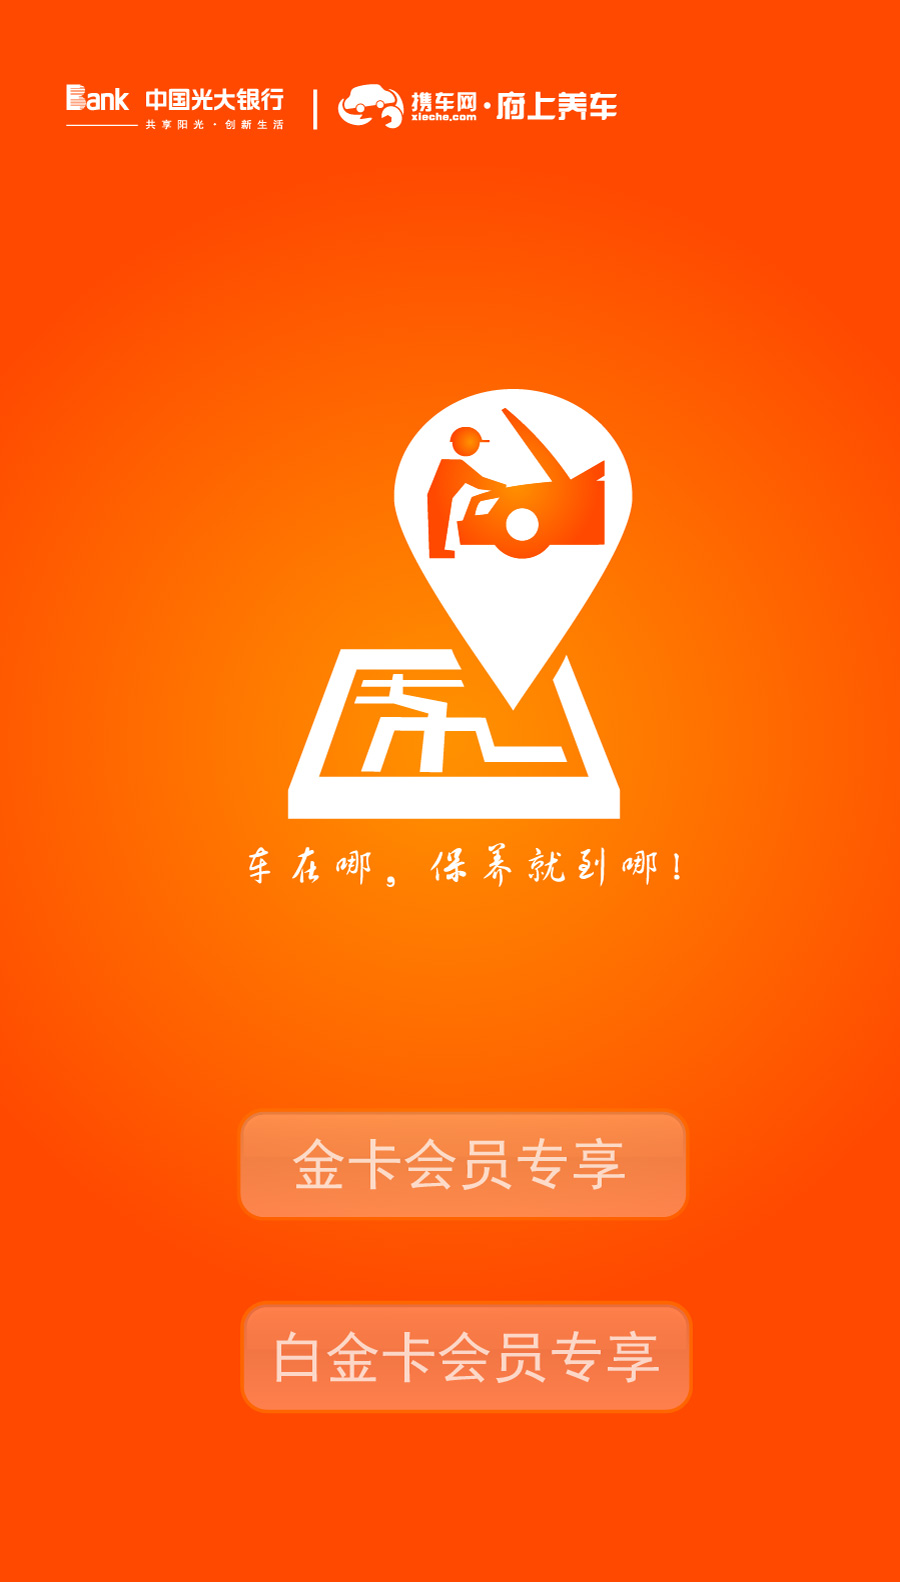 Bank 中国光大银行 携车网·府上养车
共享阳光·创新生活 xieche.com
车在哪，保养就到哪！
金卡会员专享
白金卡会员专享